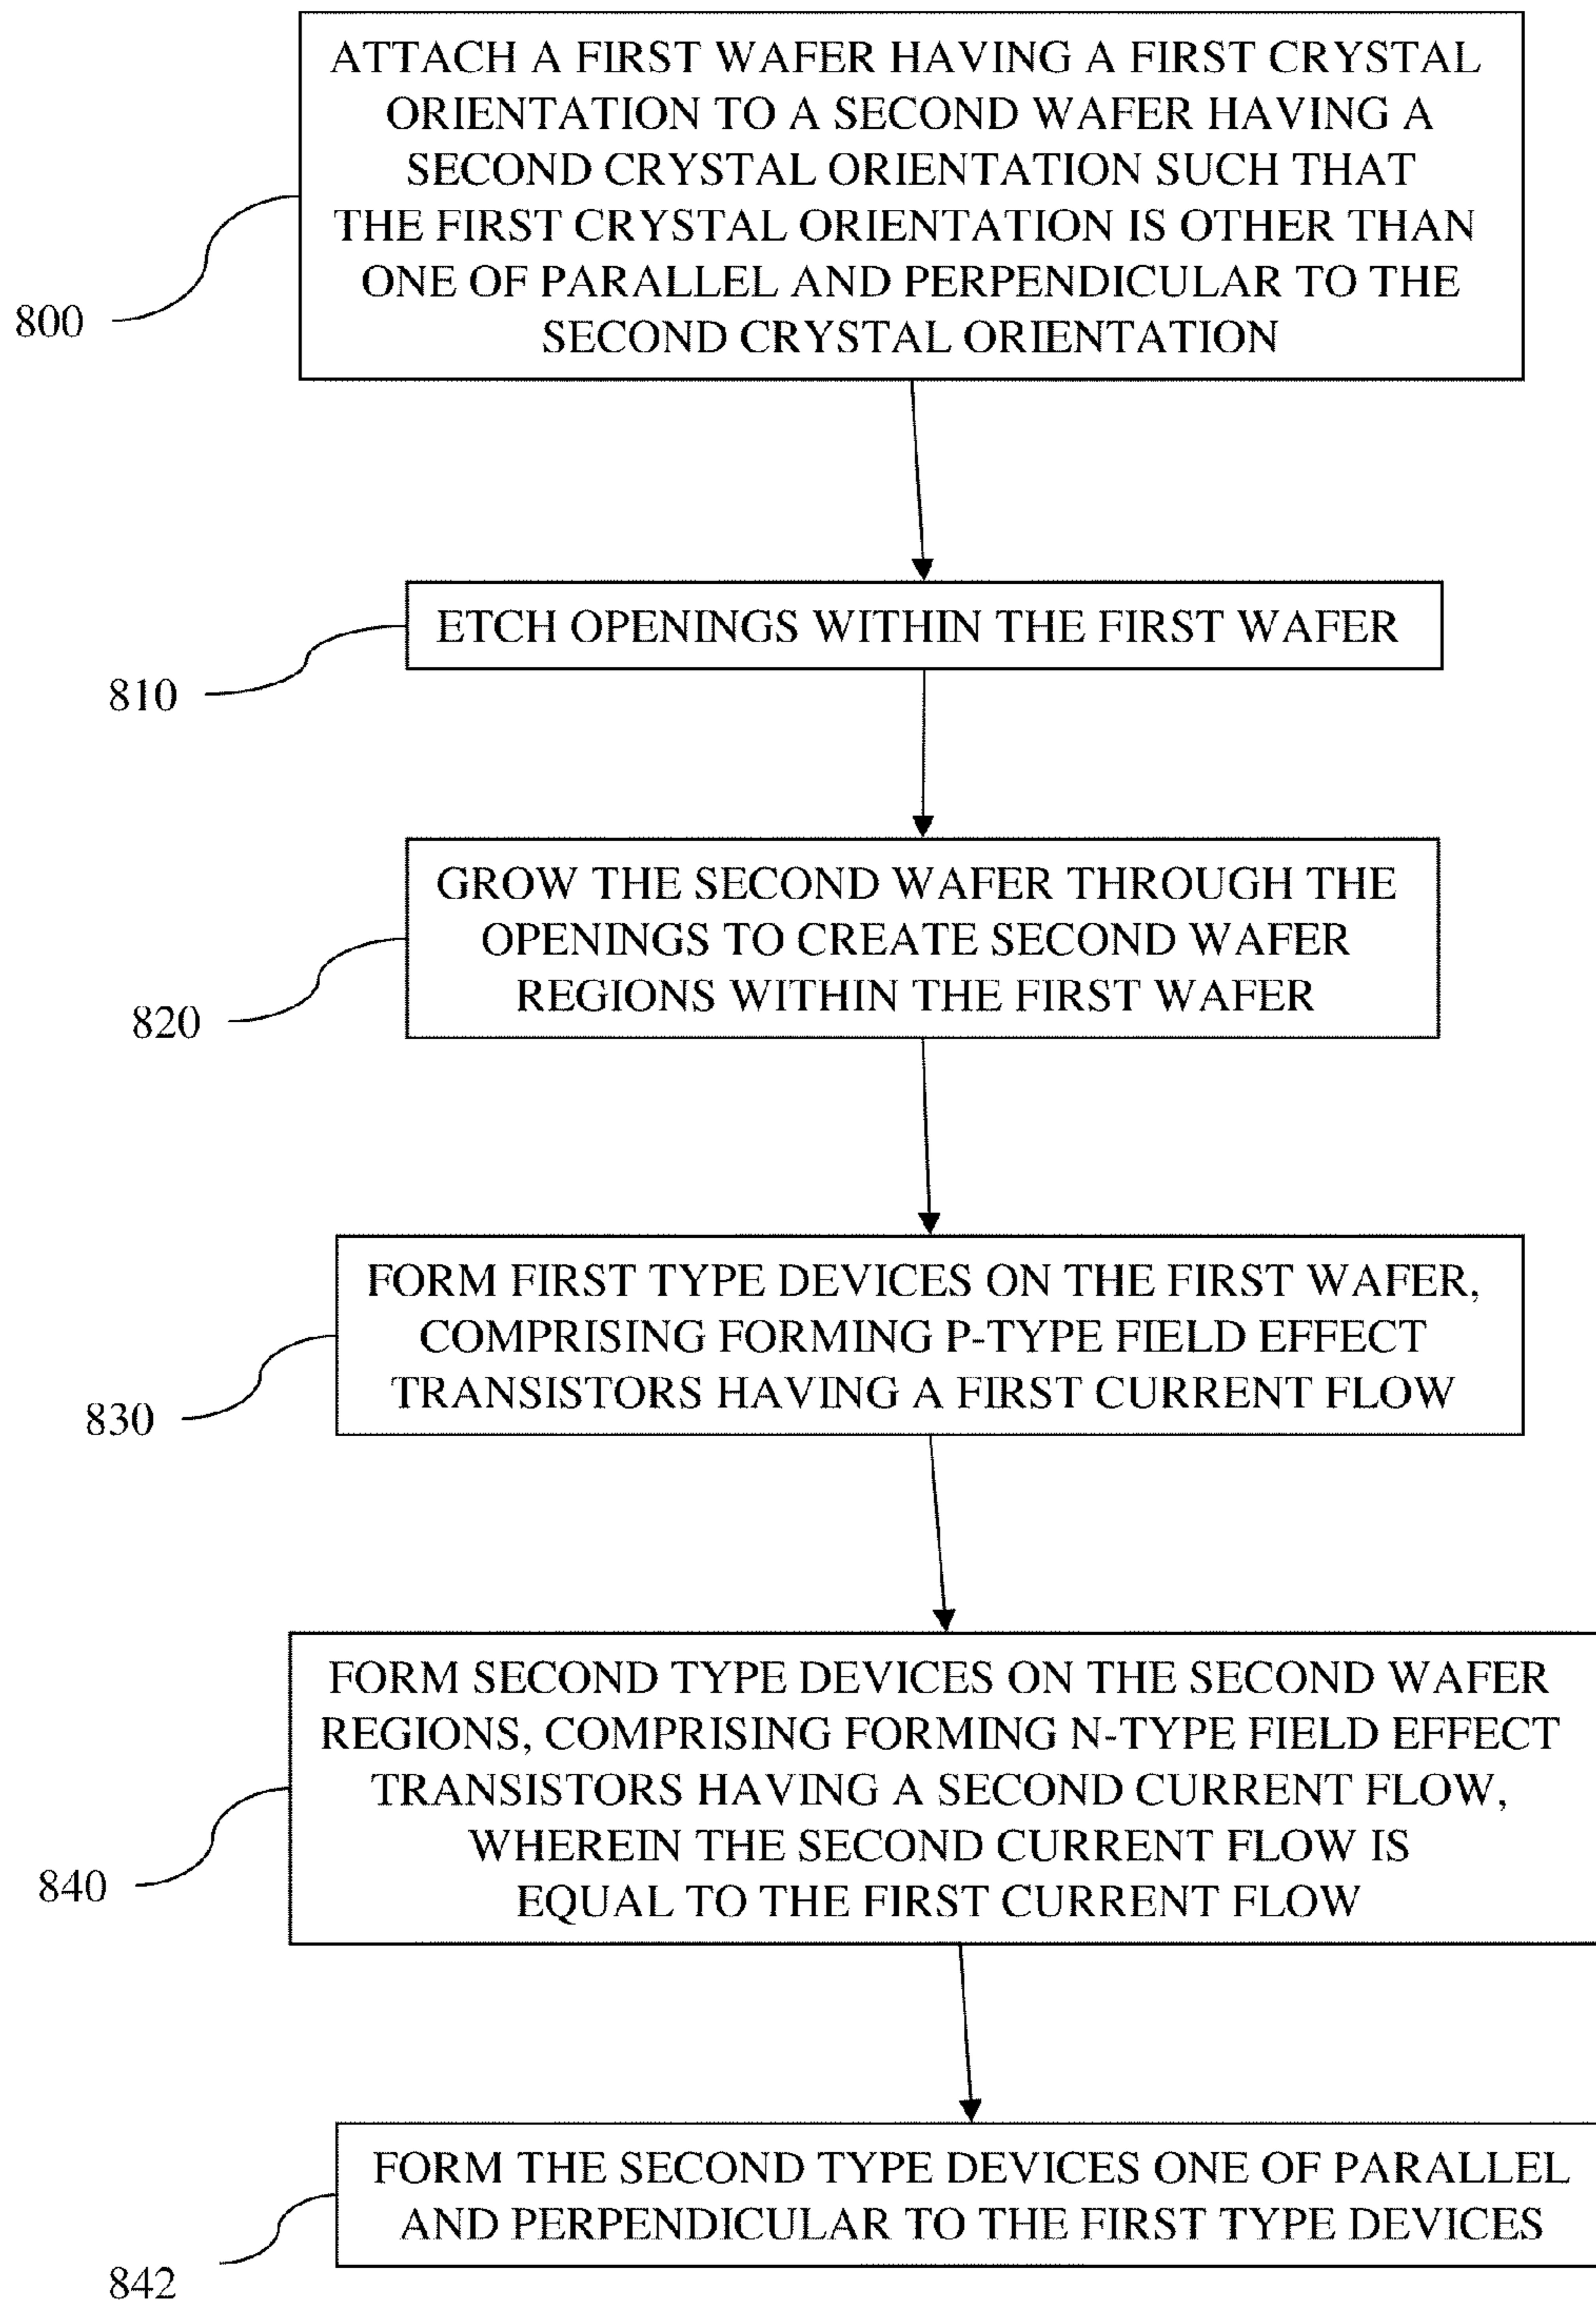 ATTACH A FIRST WAFER HAVING A FIRST CRYSTAL
ORIENTATION TO A SECOND WAFER HAVING A
SECOND CRYSTAL ORIENTATION SUCH THAT
THE FIRST CRYSTAL ORIENTATION IS OTHER THAN
ONE OF PARALLEL AND PERPENDICULAR TO THE
SECOND CRYSTAL ORIENTATION
800
ETCH OPENINGS WITHIN THE FIRST WAFER
810
GROW THE SECOND WAFER THROUGH THE
OPENINGS TO CREATE SECOND WAFER
REGIONS WITHIN THE FIRST WAFER
820
FORM FIRST TYPE DEVICES ON THE FIRST WAFER,
COMPRISING FORMING P-TYPE FIELD EFFECT
TRANSISTORS HAVING A FIRST CURRENT FLOW
830
FORM SECOND TYPE DEVICES ON THE SECOND WAFER
REGIONS, COMPRISING FORMING N-TYPE FIELD EFFECT
TRANSISTORS HAVING A SECOND CURRENT FLOW,
WHEREIN THE SECOND CURRENT FLOW IS
EQUAL TO THE FIRST CURRENT FLOW
840
FORM THE SECOND TYPE DEVICES ONE OF PARALLEL
AND PERPENDICULAR TO THE FIRST TYPE DEVICES
842